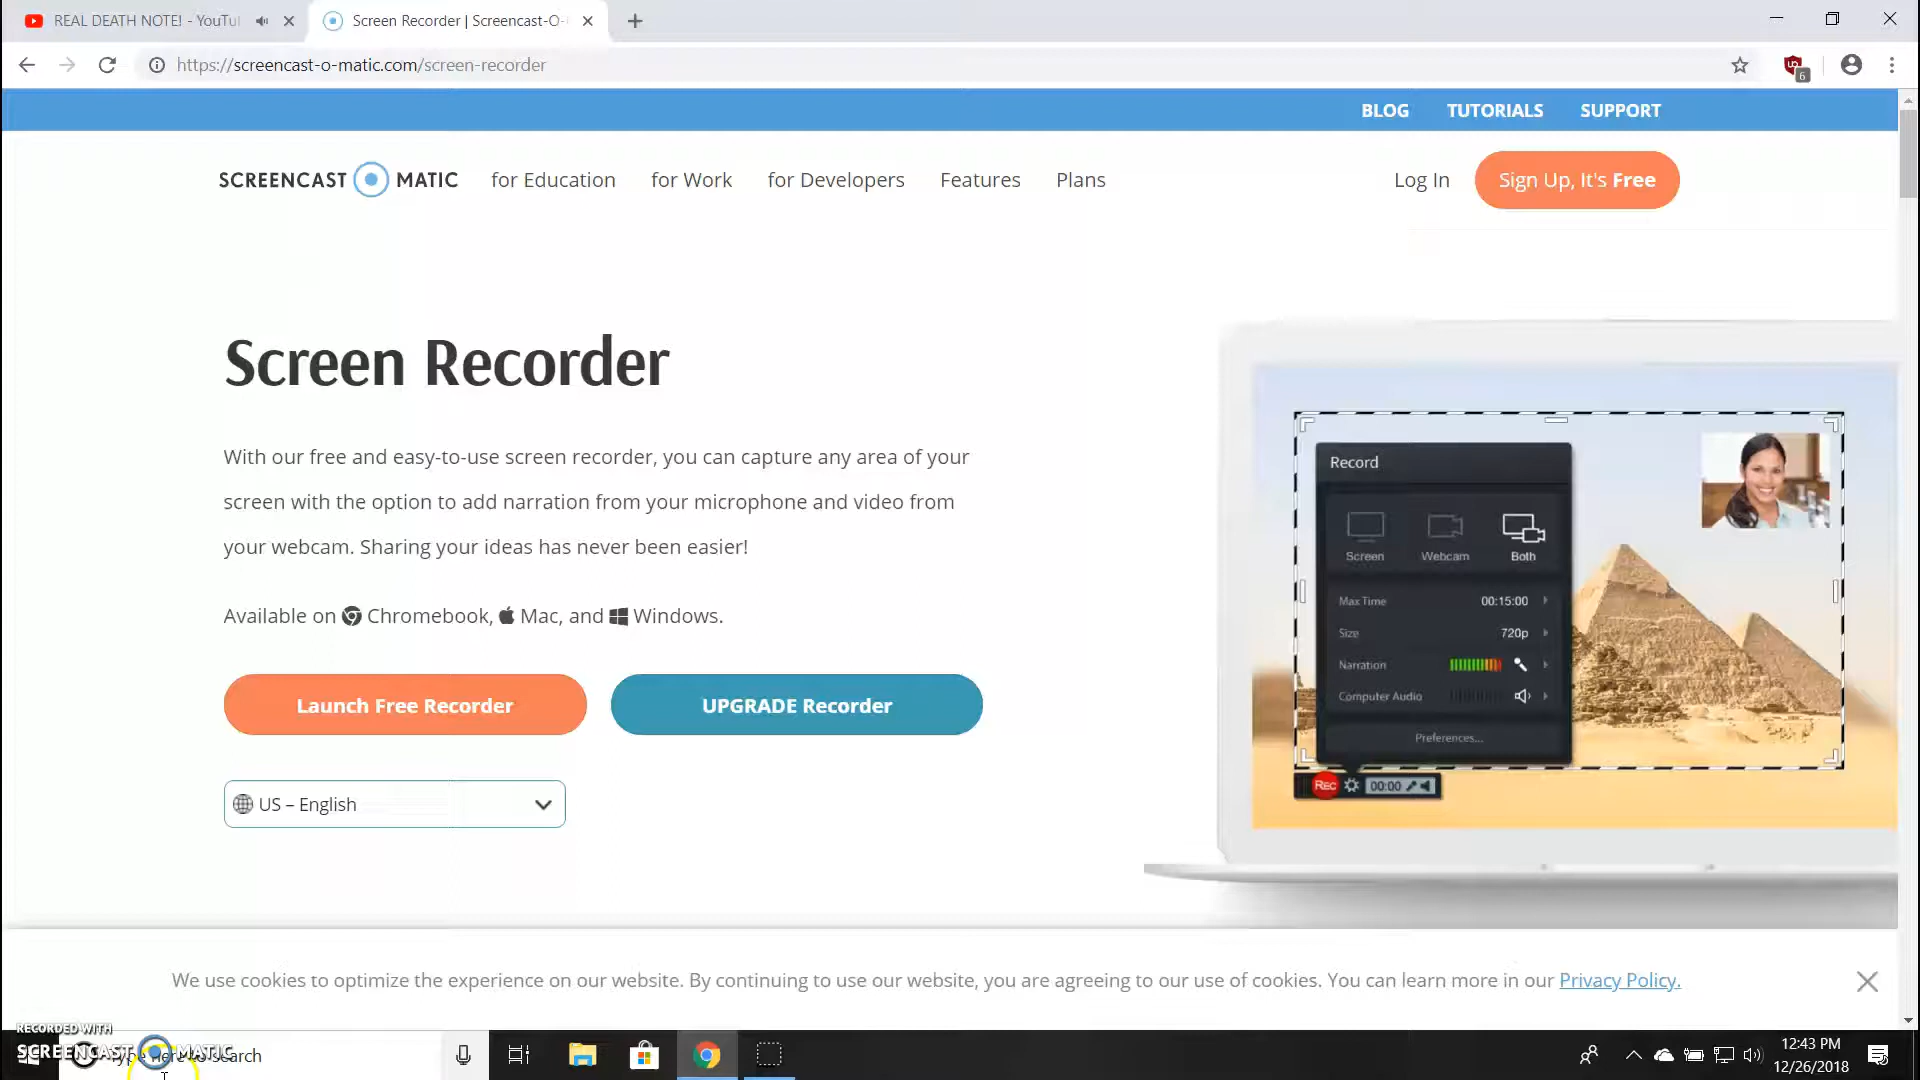 REAL DEATH NOTE! - YouTu
Screen Recorder | Screencast-O-
https://screencast-o-matic.com/screen-recorder
6
BLOG TUTORIALS SUPPORT
SCREENCAST MATIC
for Education
for Work
for Developers
Features
Plans
Log In
Sign Up, It's Free
Screen Recorder
With our free and easy-to-use screen recorder, you can capture any area of your
screen with the option to add narration from your microphone and video from
your webcam. Sharing your ideas has never been easier!
Available on Chromebook, Mac, and Windows.
Launch Free Recorder
UPGRADE Recorder
US – English
Record
Screen Webcam Both
Max Time 00:15:00
Size 720p
Narration
Computer Audio
Preferences...
Rec 00:00
We use cookies to optimize the experience on our website. By continuing to use our website, you are agreeing to our use of cookies. You can learn more in our Privacy Policy.
RECORDED WITH
SCREENCAST MATIC
Type here to search
12:43 PM
12/26/2018